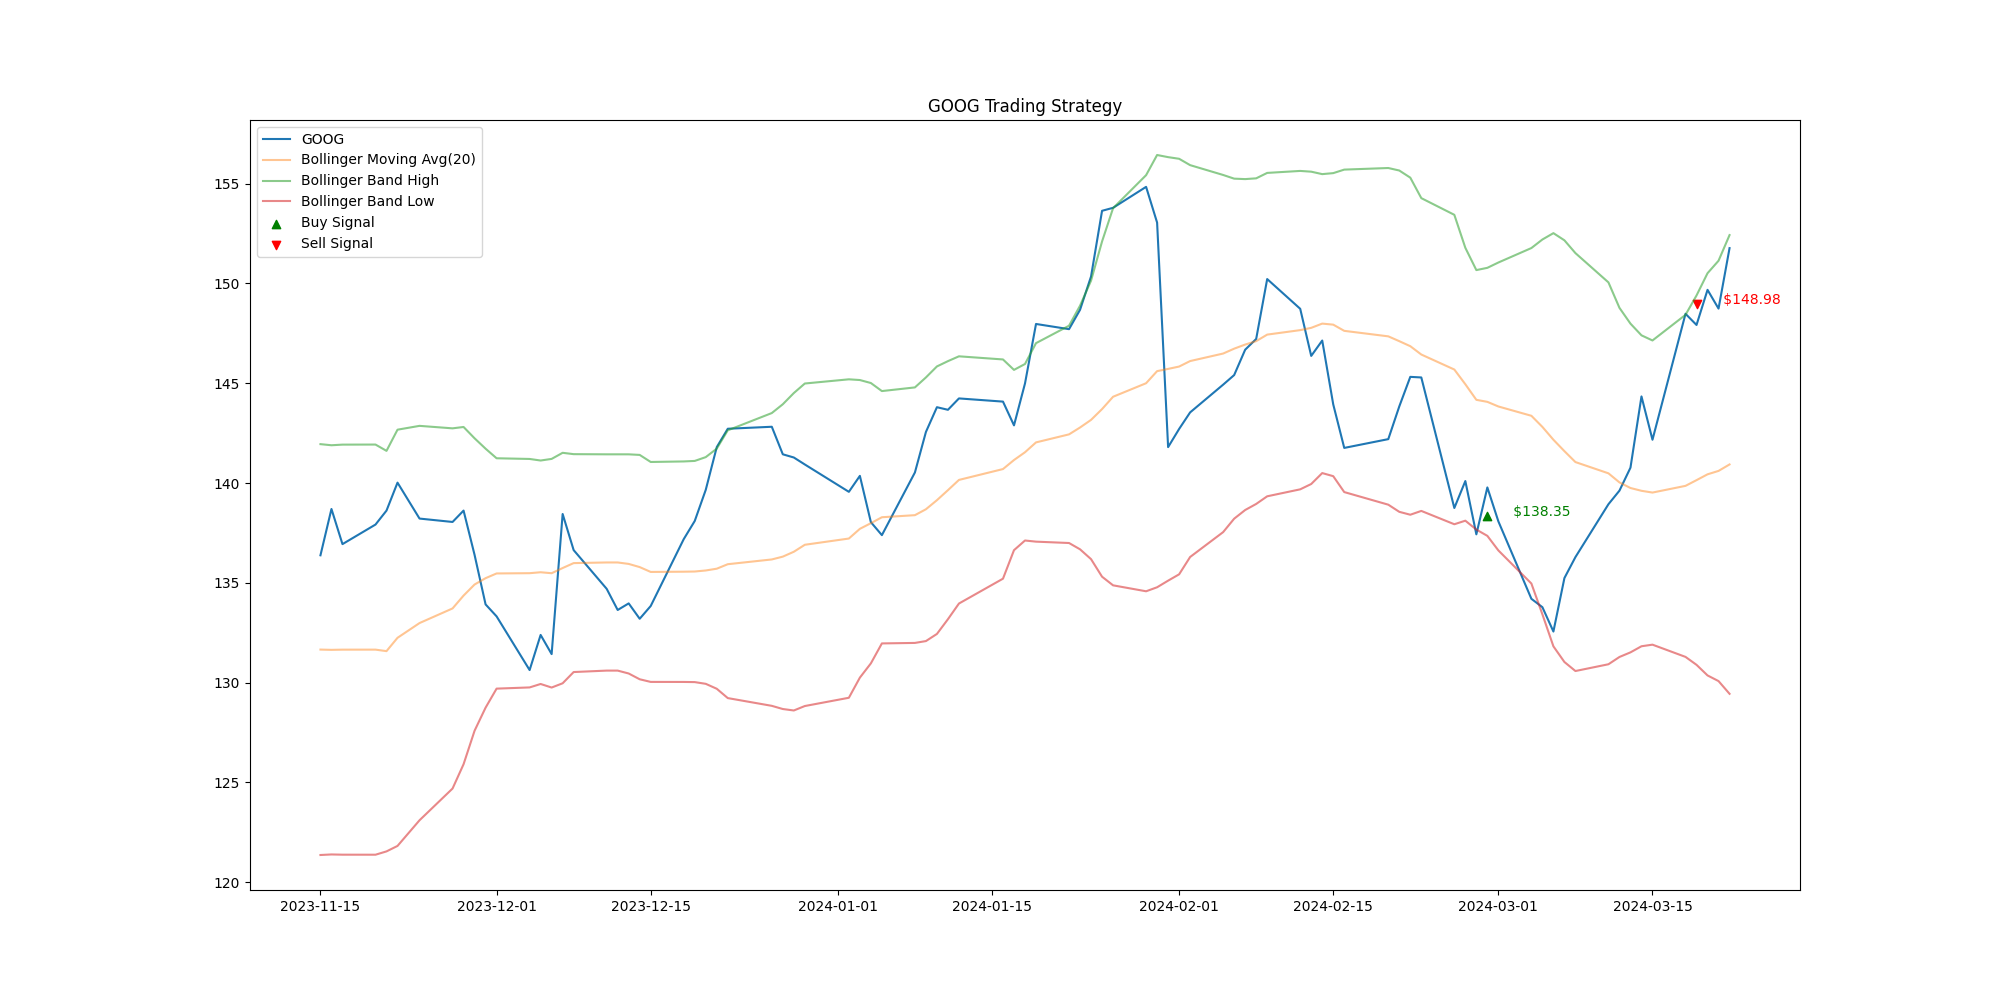 GOOG Trading Strategy
GOOG
Bollinger Moving Avg(20)
Bollinger Band High
Bollinger Band Low
Buy Signal
Sell Signal
155
150
145
140
135
130
125
120
$148.98
$138.35
2023-11-15 2023-12-01 2023-12-15 2024-01-01 2024-01-15 2024-02-01 2024-02-15 2024-03-01 2024-03-15